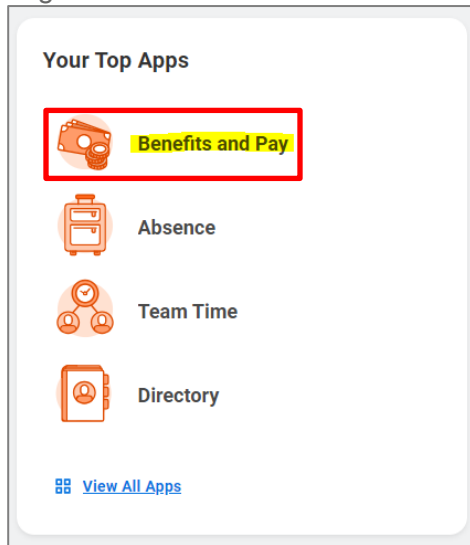 Your Top Apps
Benefits and Pay
Absence
Team Time
Directory
View All Apps